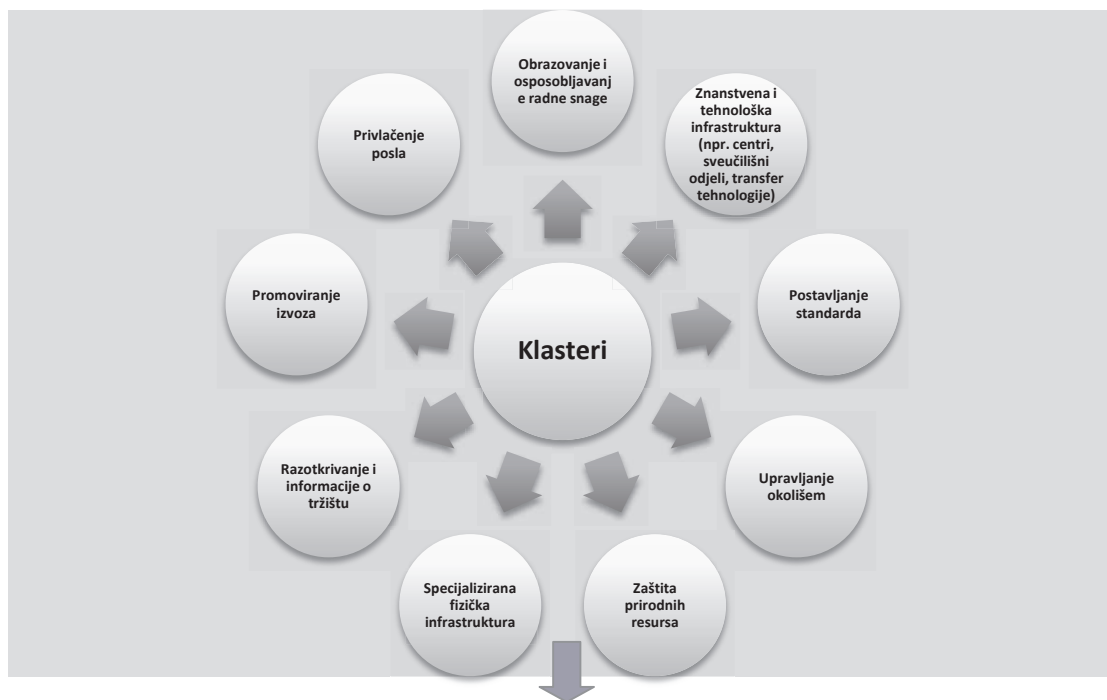 Obrazovanje i
osposobljavanj
e radne snage
Znanstvena i
tehnološka
infrastruktura
(npr. centri,
sveučilišni
odjeli, transfer
tehnologije)
Postavljanje
standarda
Upravljanje
okolišem
Zaštita
prirodnih
resursa
Specijalizirana
fizička
infrastruktura
Razotkrivanje i
informacije o
tržištu
Promoviranje
izvoza
Privlačenje
posla
Klasteri